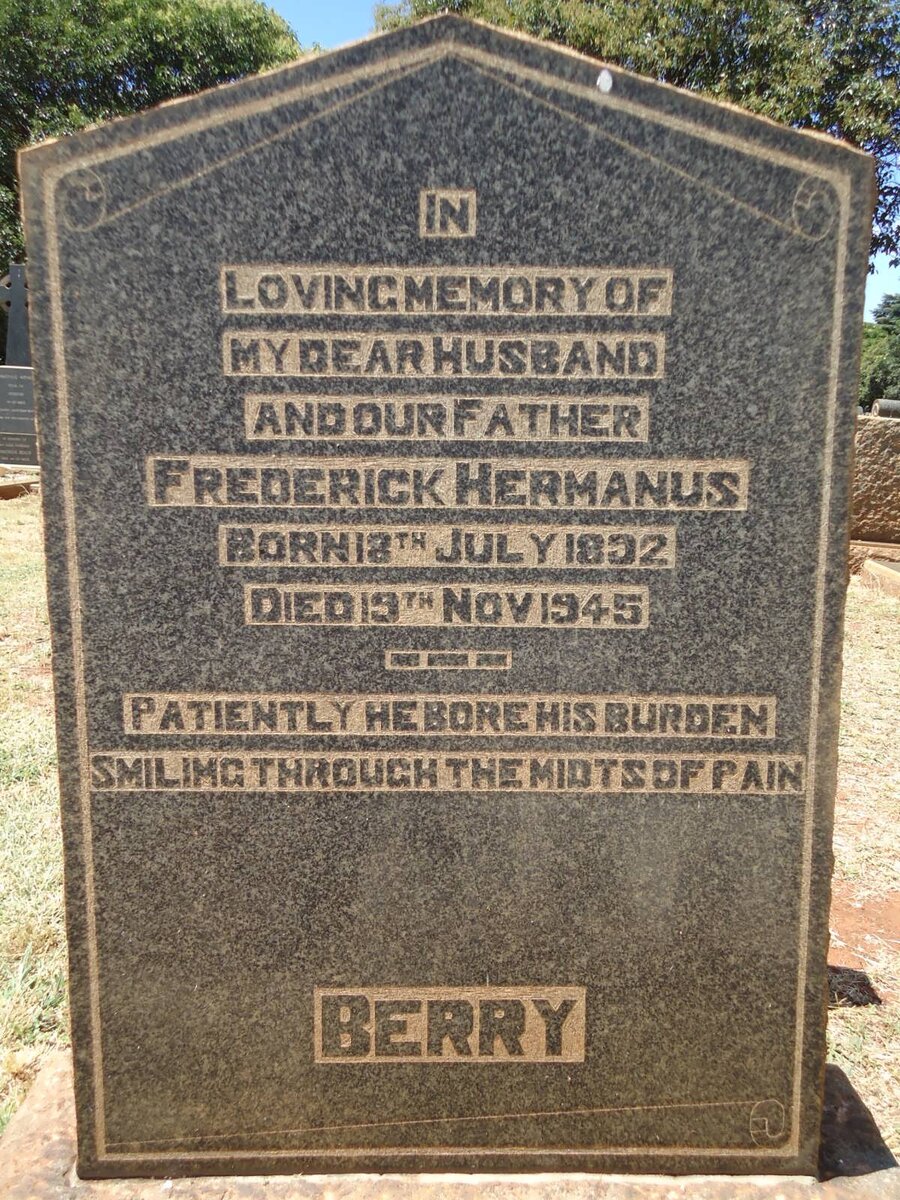 IN
LOVING MEMORY OF
MY DEAR HUSBAND
AND OUR FATHER
FREDERICK HERMANUS
BORN 18TH JULY 1892
DIED 19TH NOV 1945
PATIENTLY HE BORE HIS BURDEN
SMILIMG THROUGH THE MIDTS OF PAIN
BERRY